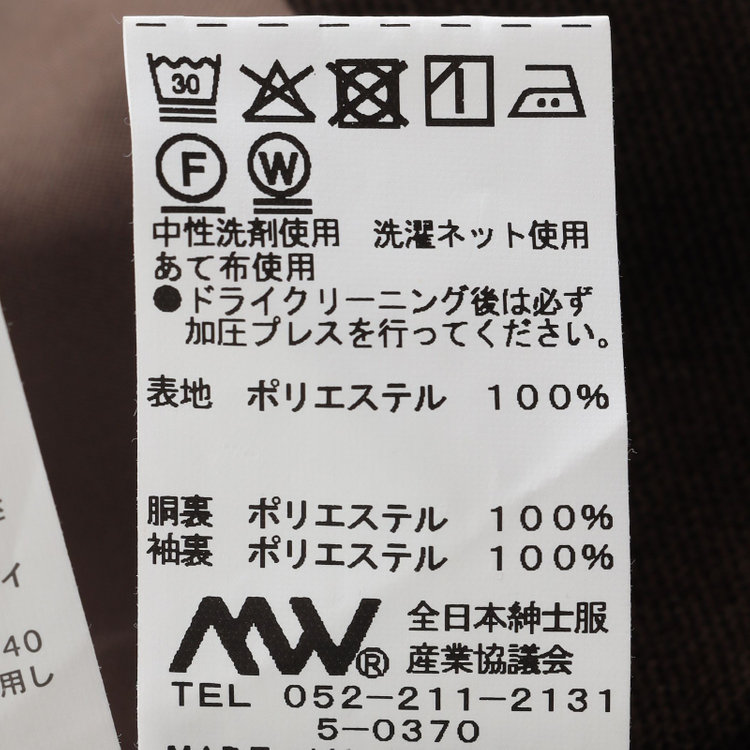 30
F W
中性洗剤使用 洗濯ネット使用
あて布使用
●ドライクリーニング後は必ず
加圧プレスを行ってください。
表地 ポリエステル 100%
胴裏 ポリエステル 100%
袖裏 ポリエステル 100%
MW® 全日本紳士服
産業協議会
TEL 052-211-2131
5-0370
イ
40
用し